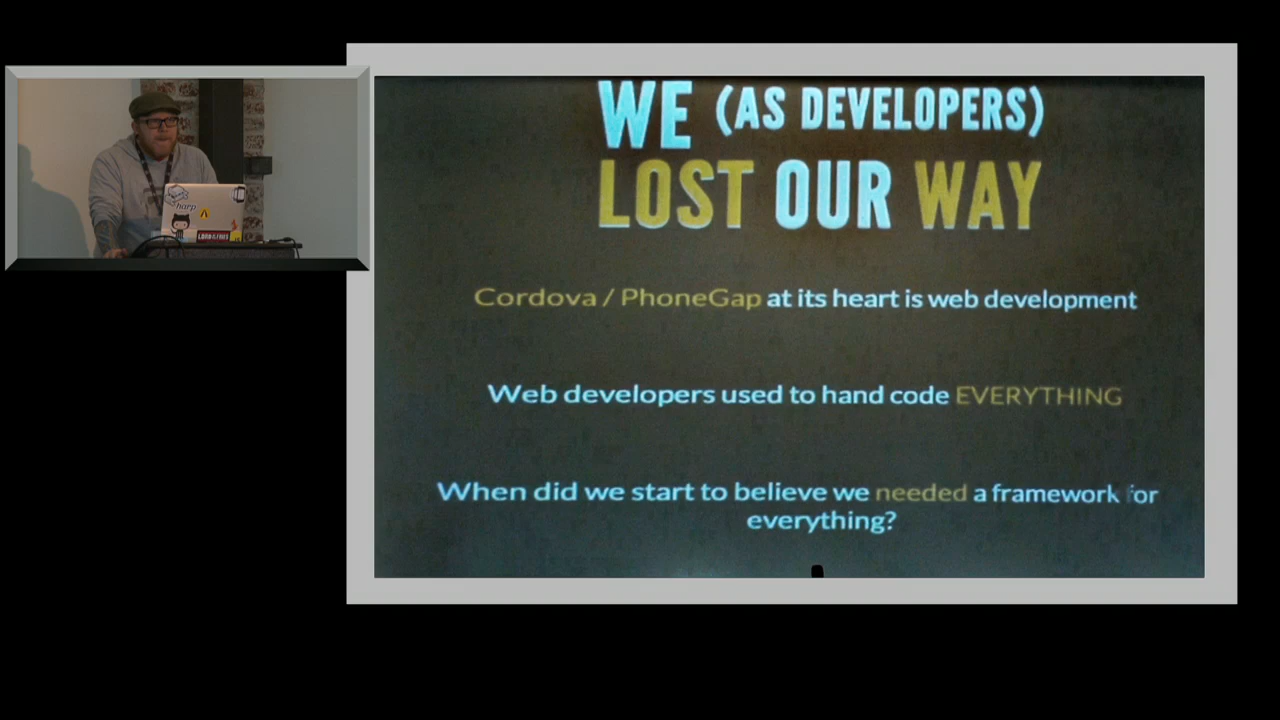 WE (AS DEVELOPERS)
LOST OUR WAY
Cordova / PhoneGap at its heart is web development
Web developers used to hand code EVERYTHING
When did we start to believe we needed a framework for
everything?
harp